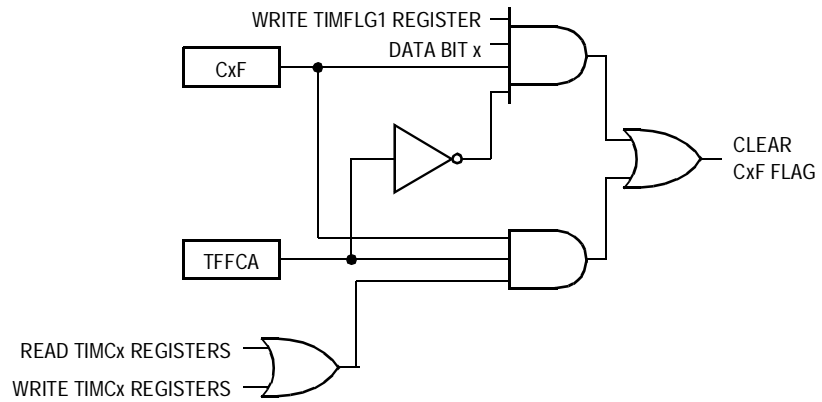 WRITE TIMFLG1 REGISTER
DATA BIT x
CxF
CLEAR
CxF FLAG
TFFCA
READ TIMCx REGISTERS
WRITE TIMCx REGISTERS